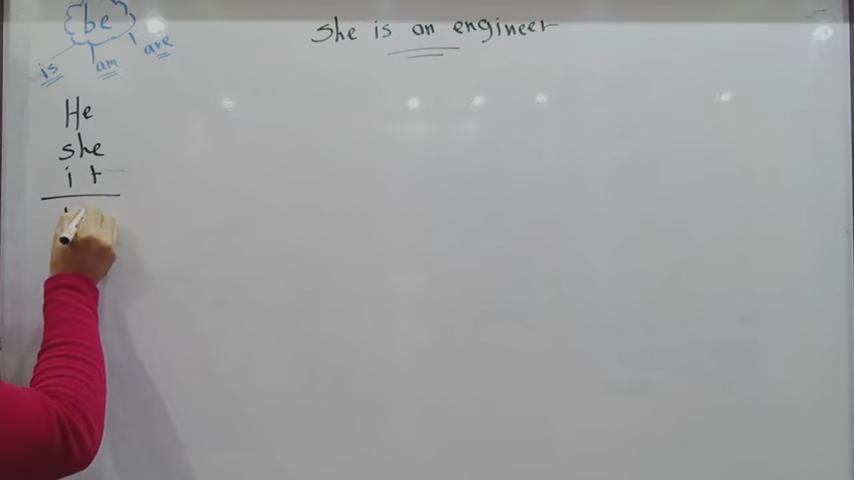 be
is am are
She is an engineer
He
she
it